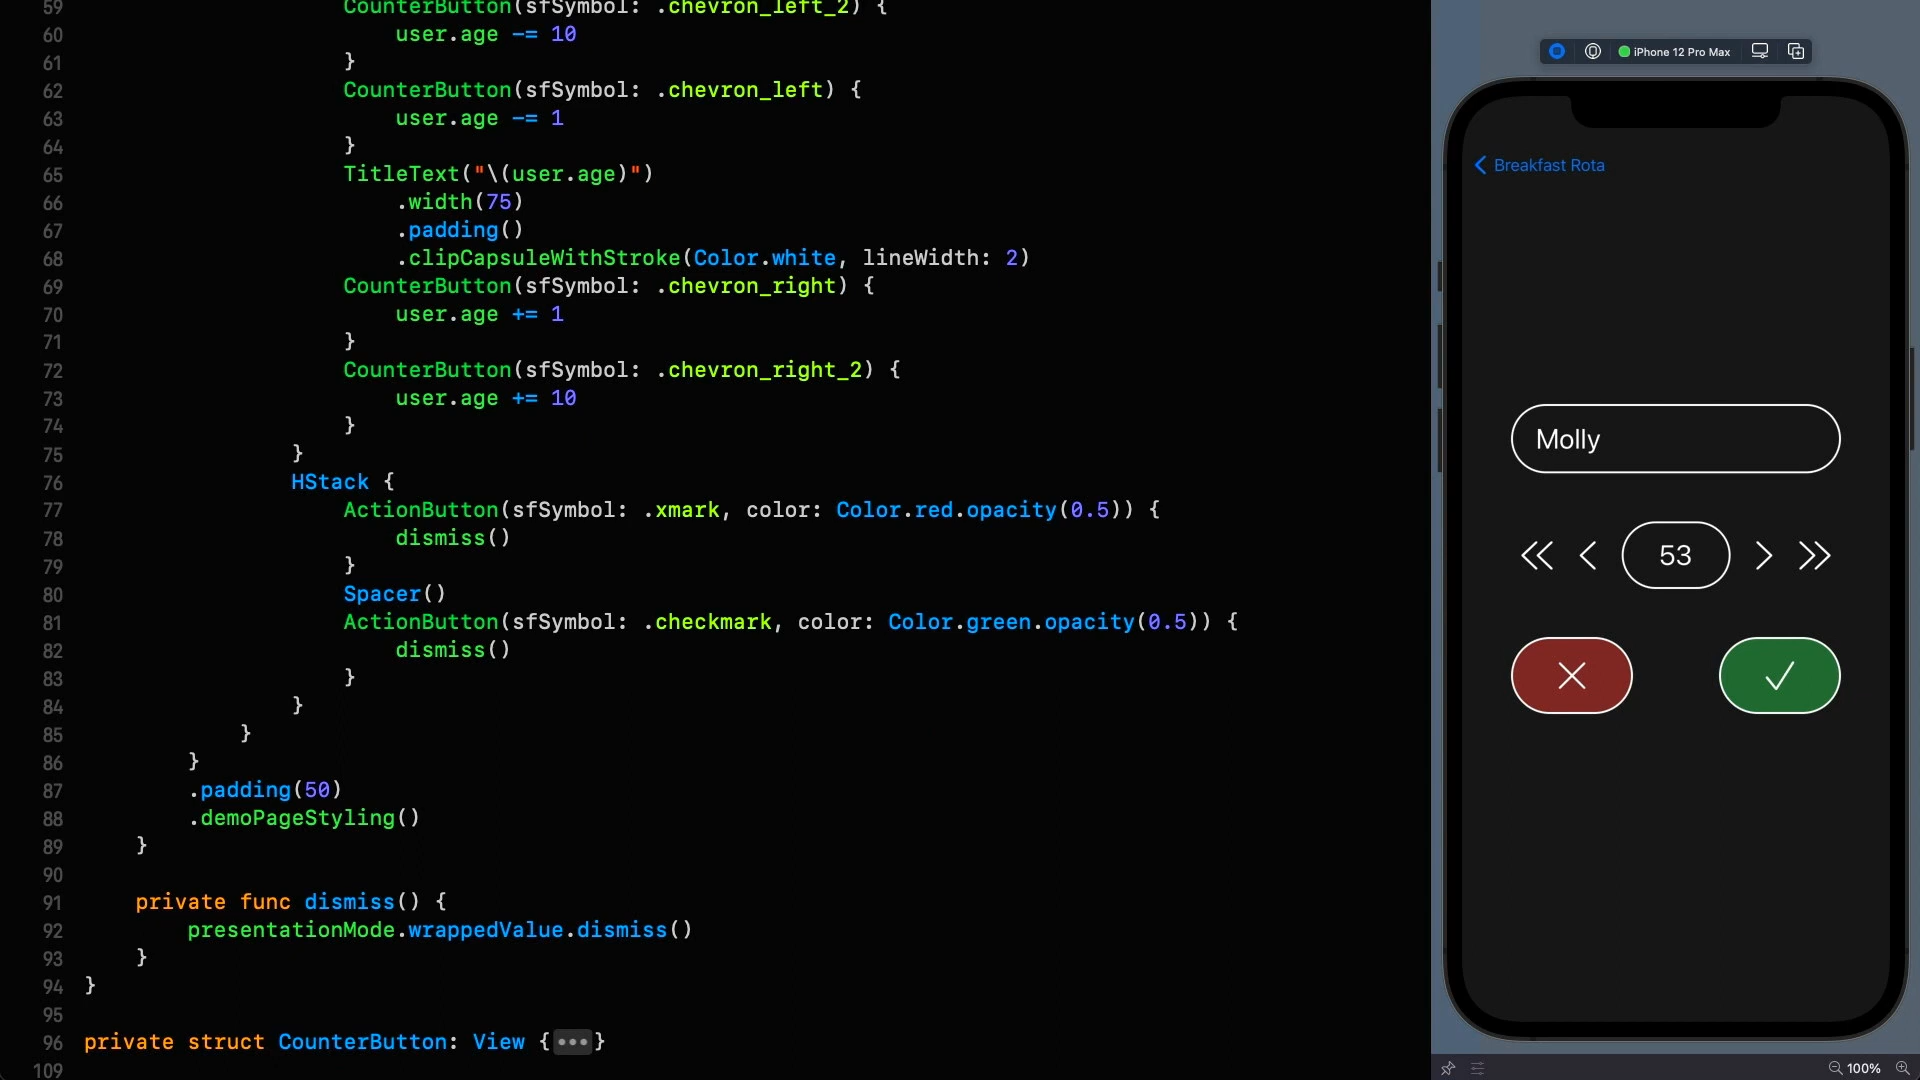 59 CounterButton(sfSymbol: .chevron_left_2) {
60 user.age -= 10
61 }
62 CounterButton(sfSymbol: .chevron_left) {
63 user.age -= 1
64 }
65 TitleText("\(user.age)")
66 .width(75)
67 .padding()
68 .clipCapsuleWithStroke(Color.white, lineWidth: 2)
69 CounterButton(sfSymbol: .chevron_right) {
70 user.age += 1
71 }
72 CounterButton(sfSymbol: .chevron_right_2) {
73 user.age += 10
74 }
75 }
76 HStack {
77 ActionButton(sfSymbol: .xmark, color: Color.red.opacity(0.5)) {
78 dismiss()
79 }
80 Spacer()
81 ActionButton(sfSymbol: .checkmark, color: Color.green.opacity(0.5)) {
82 dismiss()
83 }
84 }
85 }
86 }
87 .padding(50)
88 .demoPageStyling()
89 }
90
91 private func dismiss() {
92 presentationMode.wrappedValue.dismiss()
93 }
94 }
95
96 private struct CounterButton: View {•••}
109
iPhone 12 Pro Max
Breakfast Rota
Molly
53
100%